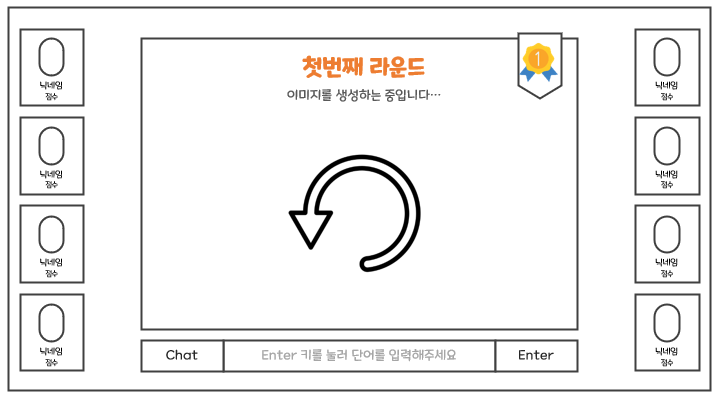 첫번째 라운드
이미지를 생성하는 중입니다...
1
닉네임
점수
닉네임
점수
닉네임
점수
닉네임
점수
닉네임
점수
닉네임
점수
닉네임
점수
닉네임
점수
Chat
Enter 키를 눌러 단어를 입력해주세요
Enter